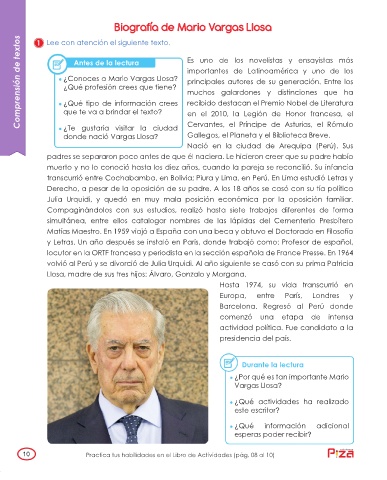 Biografía de Mario Vargas Llosa
Comprensión de textos
1 Lee con atención el siguiente texto.
Antes de la lectura
¿Conoces a Mario Vargas Llosa?
¿Qué profesión crees que tiene?
¿Qué tipo de información crees
que te va a brindar el texto?
¿Te gustaría visitar la ciudad
donde nació Vargas Llosa?
Es uno de los novelistas y ensayistas más
importantes de Latinoamérica y uno de los
principales autores de su generación. Entre los
muchos galardones y distinciones que ha
recibido destacan el Premio Nobel de Literatura
en el 2010, la Legión de Honor francesa, el
Cervantes, el Príncipe de Asturias, el Rómulo
Gallegos, el Planeta y el Biblioteca Breve.
Nació en la ciudad de Arequipa (Perú). Sus
padres se separaron poco antes de que él naciera. Le hicieron creer que su padre había
muerto y no lo conoció hasta los diez años, cuando la pareja se reconcilió. Su infancia
transcurrió entre Cochabamba, en Bolivia; Piura y Lima, en Perú. En Lima estudió Letras y
Derecho, a pesar de la oposición de su padre. A los 18 años se casó con su tía política
Julia Urquidi, y quedó en muy mala posición económica por la oposición familiar.
Compaginándolos con sus estudios, realizó hasta siete trabajos diferentes de forma
simultánea, entre ellos catalogar nombres de las lápidas del Cementerio Presbítero
Matías Maestro. En 1959 viajó a España con una beca y obtuvo el Doctorado en Filosofía
y Letras. Un año después se instaló en París, donde trabajó como: Profesor de español,
locutor en la ORTF francesa y periodista en la sección española de France Presse. En 1964
volvió al Perú y se divorció de Julia Urquidi. Al año siguiente se casó con su prima Patricia
Llosa, madre de sus tres hijos: Álvaro, Gonzalo y Morgana.
Hasta 1974, su vida transcurrió en
Europa, entre París, Londres y
Barcelona. Regresó al Perú donde
comenzó una etapa de intensa
actividad política. Fue candidato a la
presidencia del país.
Durante la lectura
¿Por qué es tan importante Mario
Vargas Llosa?
¿Qué actividades ha realizado
este escritor?
¿Qué información adicional
esperas poder recibir?
10
Practica tus habilidades en el Libro de Actividades (pág. 08 al 10)
Piza